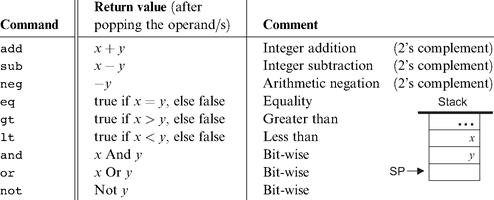 Return value (after
Command popping the operand/s) Comment
add x + y Integer addition (2's complement)
sub x − y Integer subtraction (2's complement)
neg −y Arithmetic negation (2's complement)
eq true if x = y, else false Equality
gt true if x > y, else false Greater than
lt true if x < y, else false Less than
and x And y Bit-wise
or x Or y Bit-wise
not Not y Bit-wise
Stack
...
x
y
SP